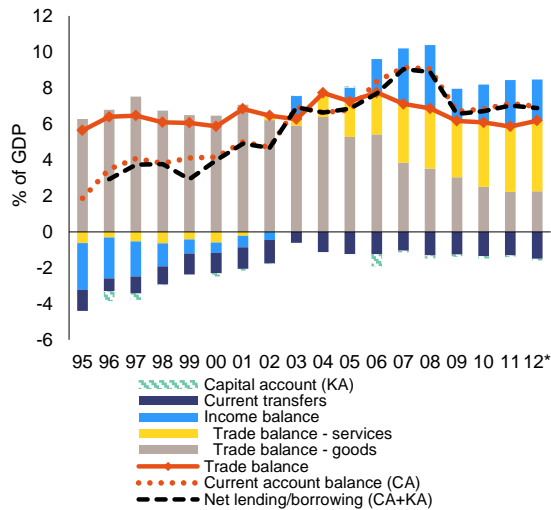 12
10
8
6
4
2
0
-2
-4
-6
% of GDP
95 96 97 98 99 00 01 02 03 04 05 06 07 08 09 10 11 12*
Capital account (KA)
Current transfers
Income balance
Trade balance - services
Trade balance - goods
Trade balance
Current account balance (CA)
Net lending/borrowing (CA+KA)